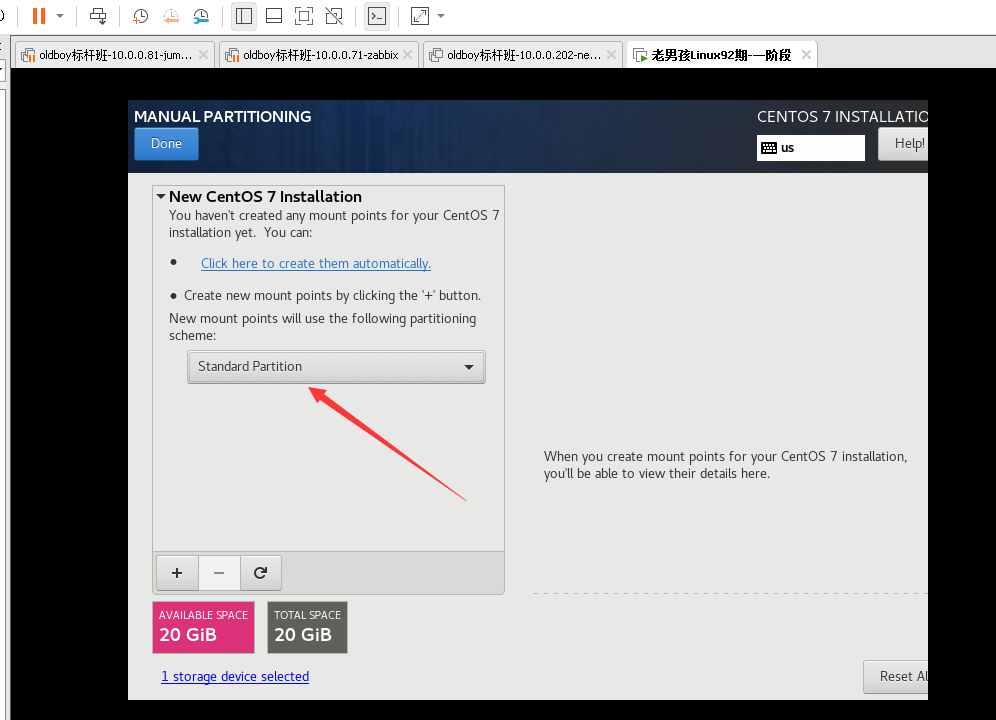 oldboy标杆班-10.0.0.81-jum...
oldboy标杆班-10.0.0.71-zabbix
oldboy标杆班-10.0.0.202-ne...
老男孩Linux92期-一阶段
MANUAL PARTITIONING
Done
CENTOS 7 INSTALLATIO
us
Help!
New CentOS 7 Installation
You haven't created any mount points for your CentOS 7
installation yet. You can:
Click here to create them automatically.
Create new mount points by clicking the '+' button.
New mount points will use the following partitioning
scheme:
Standard Partition
When you create mount points for your CentOS 7 installation,
you'll be able to view their details here.
AVAILABLE SPACE
20 GiB
TOTAL SPACE
20 GiB
1 storage device selected
Reset Al